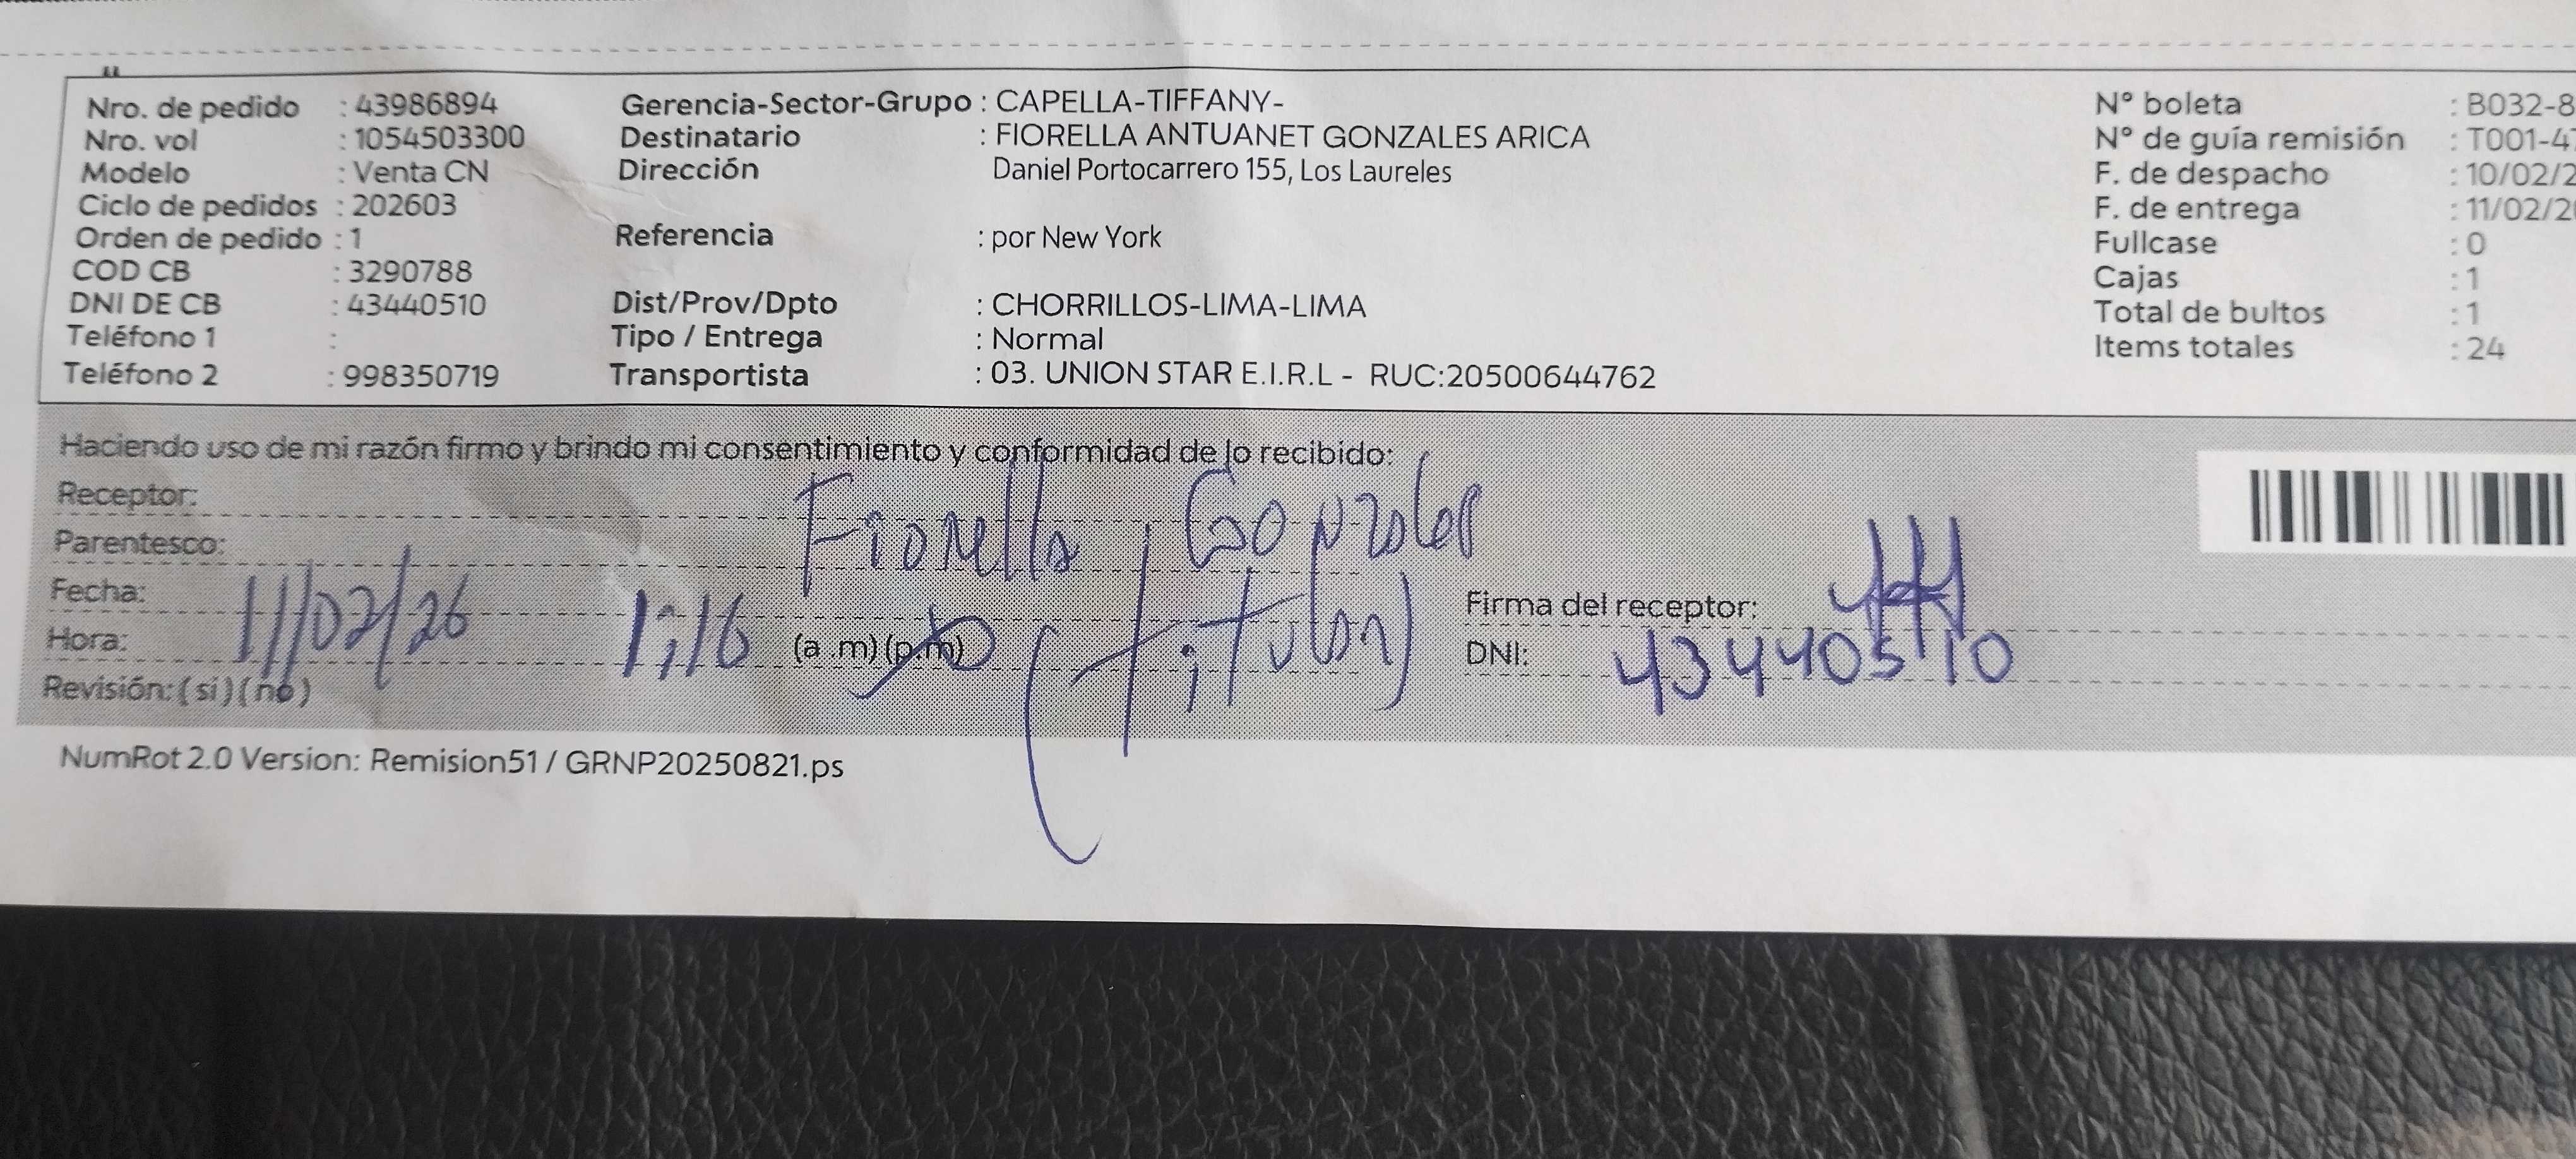 Nro. de pedido : 43986894 Gerencia-Sector-Grupo : CAPELLA-TIFFANY- N° boleta : B032-8
Nro. vol : 1054503300 Destinatario : FIORELLA ANTUANET GONZALES ARICA N° de guía remisión : T001-47
Modelo : Venta CN Dirección Daniel Portocarrero 155, Los Laureles F. de despacho : 10/02/2
Ciclo de pedidos : 202603 F. de entrega : 11/02/20
Orden de pedido : 1 Referencia : por New York Fullcase : 0
COD CB : 3290788 Cajas : 1
DNI DE CB : 43440510 Dist/Prov/Dpto : CHORRILLOS-LIMA-LIMA Total de bultos : 1
Teléfono 1 : Tipo / Entrega : Normal Items totales : 24
Teléfono 2 : 998350719 Transportista : 03. UNION STAR E.I.R.L - RUC:20500644762
Haciendo uso de mi razón firmo y brindo mi consentimiento y conformidad de lo recibido:
Receptor: Fiorella Gonzales
Parentesco: (titular)
Fecha: 11/02/26 Firma del receptor:
Hora: 1:16 (a.m)(p.m) DNI: 43440510
Revisión: (si)(no)
NumRot 2.0 Version: Remision51 / GRNP20250821.ps